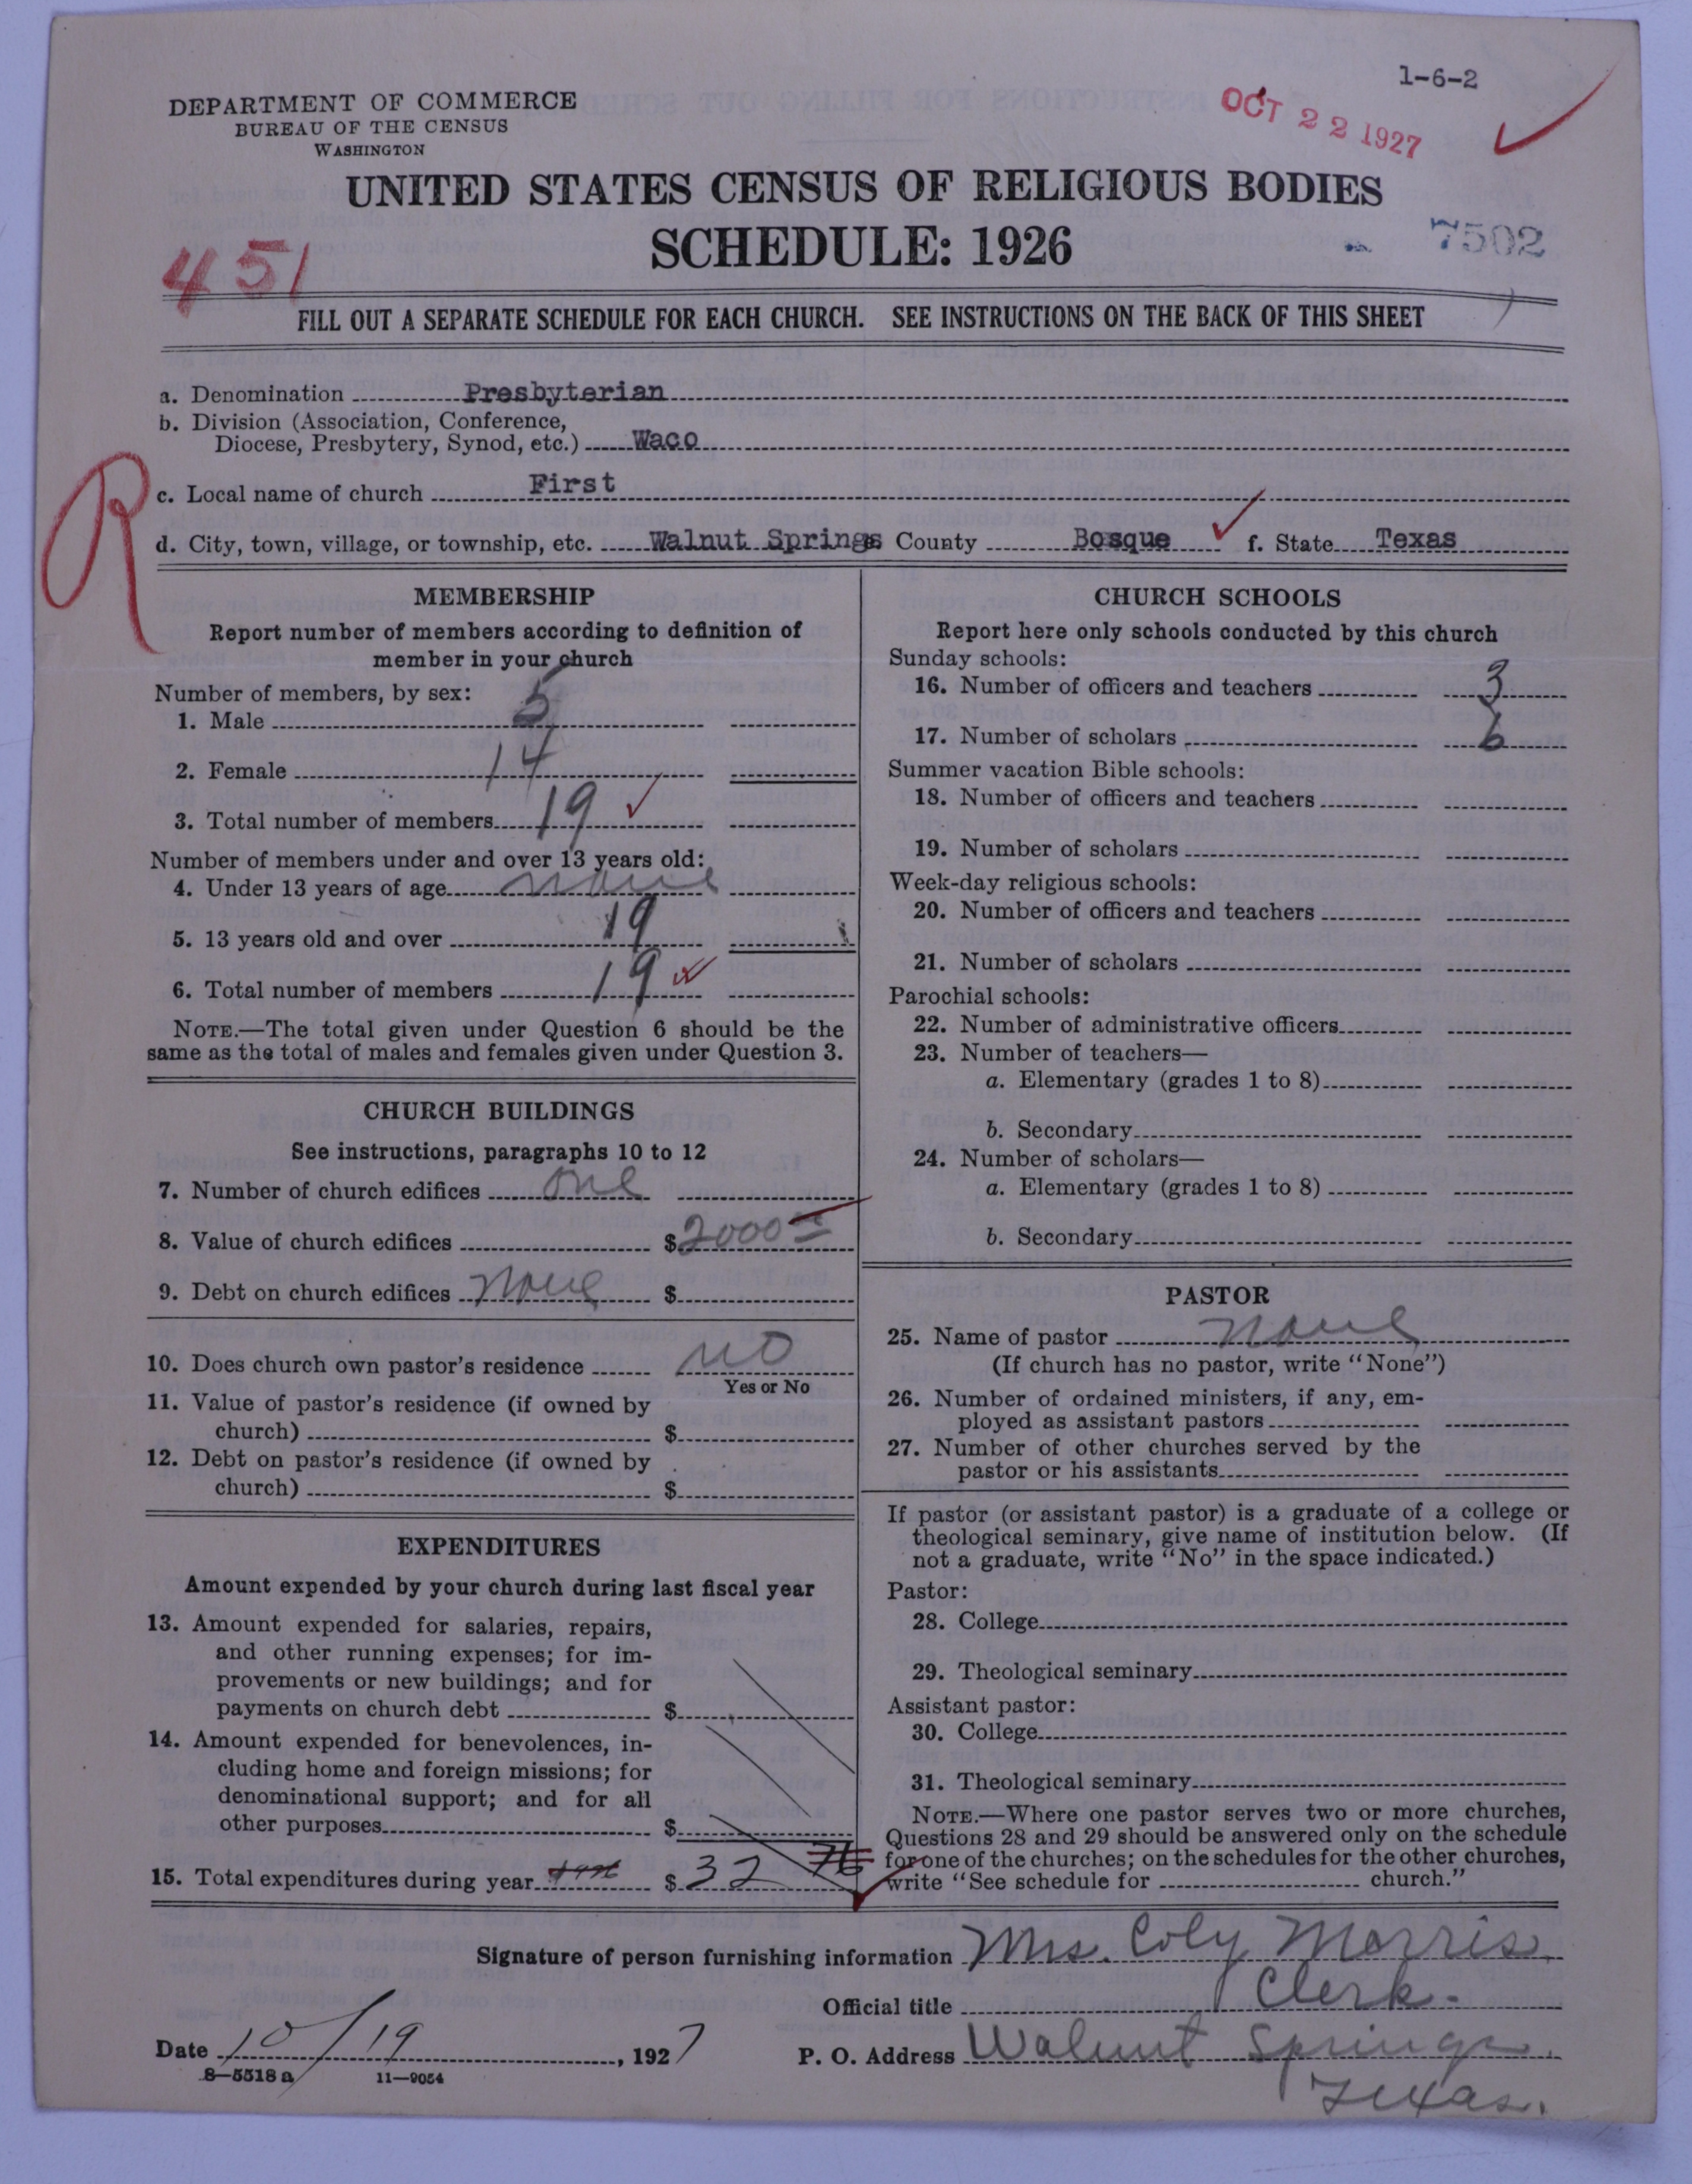 1-6-2
OCT 22 1927
DEPARTMENT OF COMMERCE
BUREAU OF THE CENSUS
WASHINGTON
UNITED STATES CENSUS OF RELIGIOUS BODIES
SCHEDULE: 1926
7502
451
FILL OUT A SEPARATE SCHEDULE FOR EACH CHURCH. SEE INSTRUCTIONS ON THE BACK OF THIS SHEET
a. Denomination Presbyterian
b. Division (Association, Conference,
Diocese, Presbytery, Synod, etc.) Waco
R
c. Local name of church First
d. City, town, village, or township, etc. Walnut Springs County Bosque f. State Texas
MEMBERSHIP
Report number of members according to definition of
member in your church
Number of members, by sex:
1. Male 5
2. Female 14
3. Total number of members 19
Number of members under and over 13 years old:
4. Under 13 years of age none
5. 13 years old and over 19
6. Total number of members 19
NOTE.—The total given under Question 6 should be the
same as the total of males and females given under Question 3.
CHURCH BUILDINGS
See instructions, paragraphs 10 to 12
7. Number of church edifices one
8. Value of church edifices $2000
9. Debt on church edifices none $
10. Does church own pastor's residence no
Yes or No
11. Value of pastor's residence (if owned by
church) $
12. Debt on pastor's residence (if owned by
church) $
EXPENDITURES
Amount expended by your church during last fiscal year
13. Amount expended for salaries, repairs,
and other running expenses; for im-
provements or new buildings; and for
payments on church debt $
14. Amount expended for benevolences, in-
cluding home and foreign missions; for
denominational support; and for all
other purposes $
15. Total expenditures during year $32 76
CHURCH SCHOOLS
Report here only schools conducted by this church
Sunday schools:
16. Number of officers and teachers 3
17. Number of scholars 6
Summer vacation Bible schools:
18. Number of officers and teachers
19. Number of scholars
Week-day religious schools:
20. Number of officers and teachers
21. Number of scholars
Parochial schools:
22. Number of administrative officers
23. Number of teachers—
a. Elementary (grades 1 to 8)
b. Secondary
24. Number of scholars—
a. Elementary (grades 1 to 8)
b. Secondary
PASTOR
25. Name of pastor none
(If church has no pastor, write "None")
26. Number of ordained ministers, if any, em-
ployed as assistant pastors
27. Number of other churches served by the
pastor or his assistants
If pastor (or assistant pastor) is a graduate of a college or
theological seminary, give name of institution below. (If
not a graduate, write "No" in the space indicated.)
Pastor:
28. College
29. Theological seminary
Assistant pastor:
30. College
31. Theological seminary
NOTE.—Where one pastor serves two or more churches,
Questions 28 and 29 should be answered only on the schedule
for one of the churches; on the schedules for the other churches,
write "See schedule for church."
Signature of person furnishing information Mrs. Coly Morris,
Official title Clerk.
Date 10/19, 1927
P. O. Address Walnut Springs,
Texas.
8—5518 a 11—9054